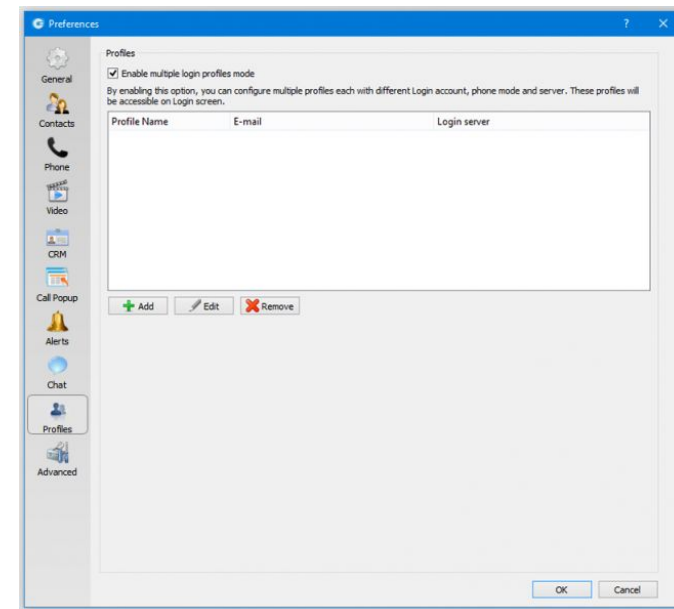 Preferences
?
General
Contacts
Phone
Video
CRM
Call Popup
Alerts
Chat
Profiles
Advanced
Profiles
Enable multiple login profiles mode
By enabling this option, you can configure multiple profiles each with different Login account, phone mode and server. These profiles will
be accessible on Login screen.
Profile Name E-mail Login server
Add Edit Remove
OK Cancel